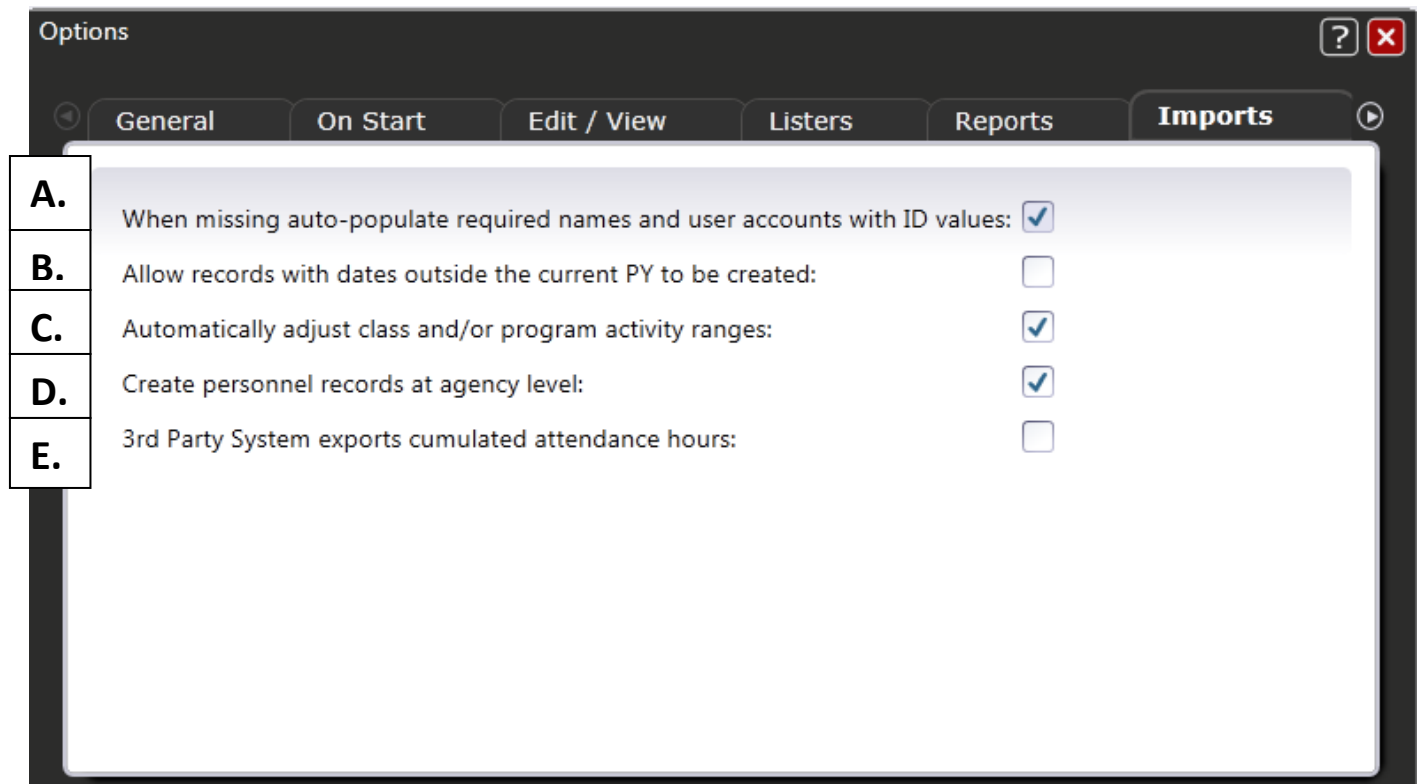 Options
?
General On Start Edit / View Listers Reports Imports
A. When missing auto-populate required names and user accounts with ID values:
B. Allow records with dates outside the current PY to be created:
C. Automatically adjust class and/or program activity ranges:
D. Create personnel records at agency level:
E. 3rd Party System exports cumulated attendance hours: